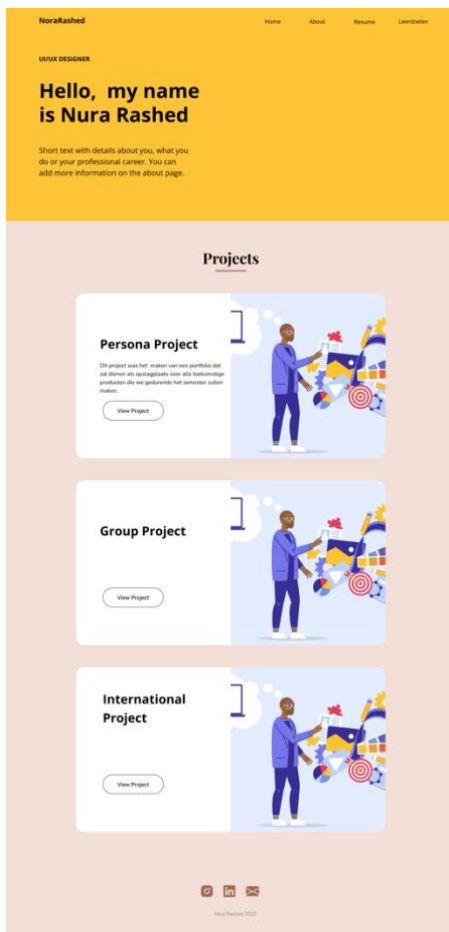 NoraRashed
Home About Resume Leerdoelen
UI/UX DESIGNER
Hello, my name
is Nura Rashed
Short text with details about you, what you
do or your professional career. You can
add more information on the about page.
Projects
Persona Project
Dit project was het maken van een portfolio dat
zal dienen als opslagplaats voor alle toekomstige
producten die we gedurende het semester zullen
maken.
View Project
Group Project
View Project
International
Project
View Project
in